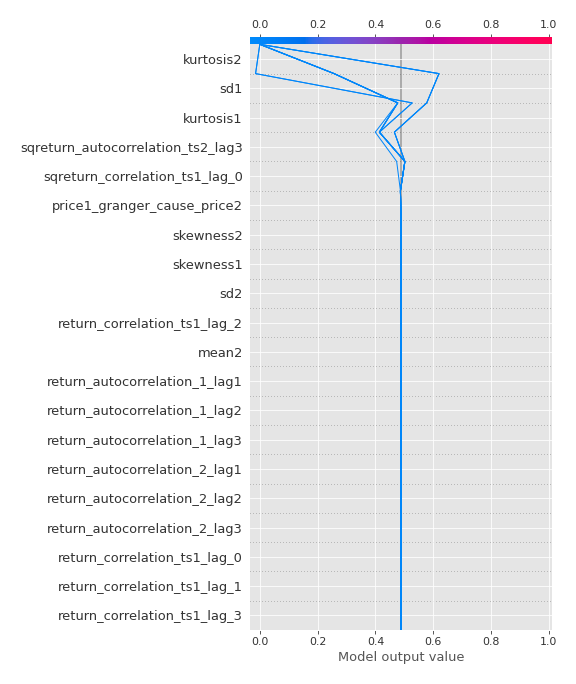 0.0 0.2 0.4 0.6 0.8 1.0
kurtosis2
sd1
kurtosis1
sqreturn_autocorrelation_ts2_lag3
sqreturn_correlation_ts1_lag_0
price1_granger_cause_price2
skewness2
skewness1
sd2
return_correlation_ts1_lag_2
mean2
return_autocorrelation_1_lag1
return_autocorrelation_1_lag2
return_autocorrelation_1_lag3
return_autocorrelation_2_lag1
return_autocorrelation_2_lag2
return_autocorrelation_2_lag3
return_correlation_ts1_lag_0
return_correlation_ts1_lag_1
return_correlation_ts1_lag_3
0.0 0.2 0.4 0.6 0.8 1.0
Model output value